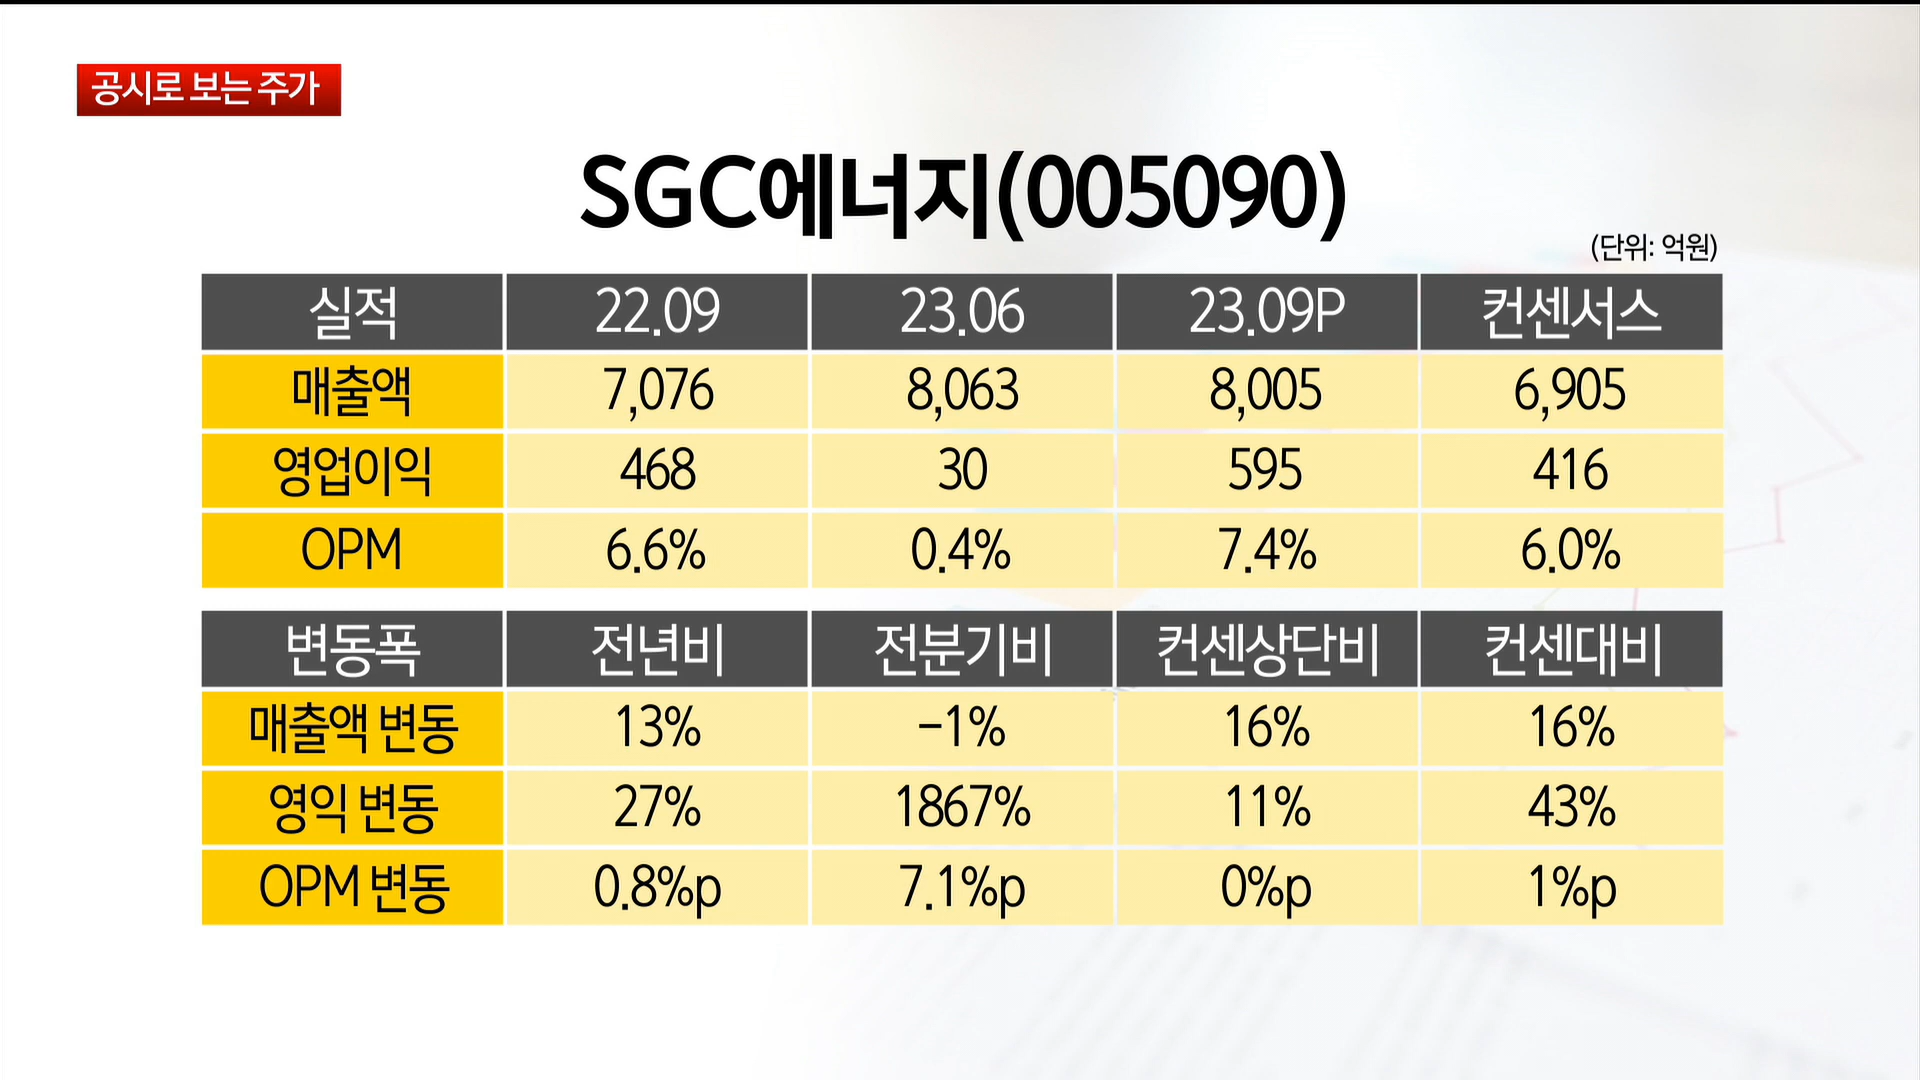 공시로 보는 주가
SGC에너지(005090)
(단위: 억원)
실적 22.09 23.06 23.09P 컨센서스
매출액 7,076 8,063 8,005 6,905
영업이익 468 30 595 416
OPM 6.6% 0.4% 7.4% 6.0%
변동폭 전년비 전분기비 컨센상단비 컨센대비
매출액 변동 13% -1% 16% 16%
영익 변동 27% 1867% 11% 43%
OPM 변동 0.8%p 7.1%p 0%p 1%p